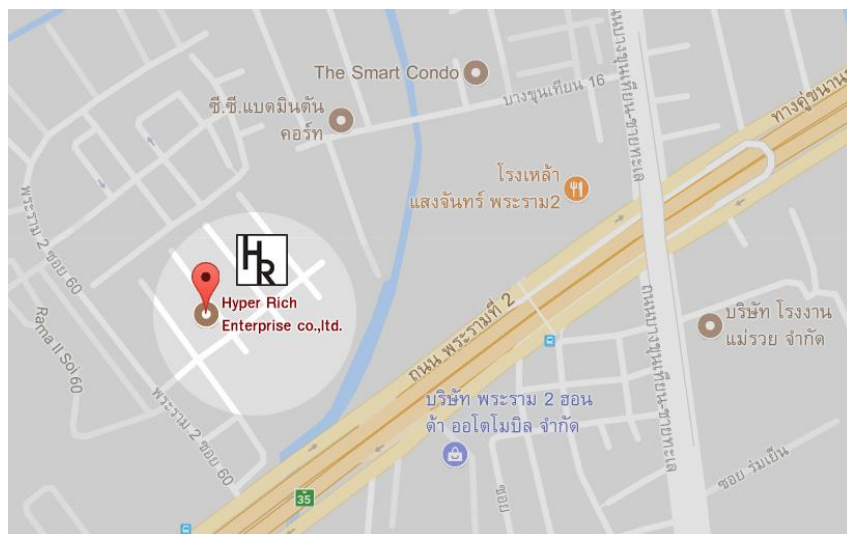 The Smart Condo
บางขุนเทียน 16
ซี.ซี.แบดมินตัน
คอร์ท
ถนนบางขุนเทียน-ชายทะเล
ทางคู่ขนาน
โรงเหล้า
แสงจันทร์ พระราม2
พระราม 2 ซอย 60
HR
Hyper Rich
Enterprise co.,ltd.
Rama II Soi 60
ถนน พระรามที่ 2
ถนนบางขุนเทียน-ชายทะเล
บริษัท โรงงาน
แม่รวย จำกัด
พระราม 2 ซอย 60
บริษัท พระราม 2 ฮอน
ด้า ออโตโมบิล จำกัด
35
ซอย
ซอย ร่มเย็น